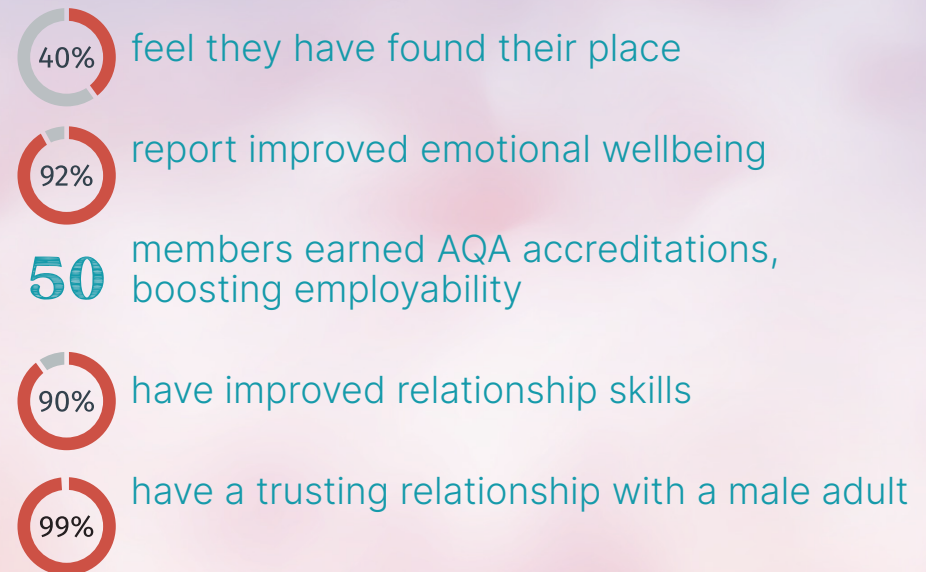 40% feel they have found their place
92% report improved emotional wellbeing
50 members earned AQA accreditations,
boosting employability
90% have improved relationship skills
99% have a trusting relationship with a male adult